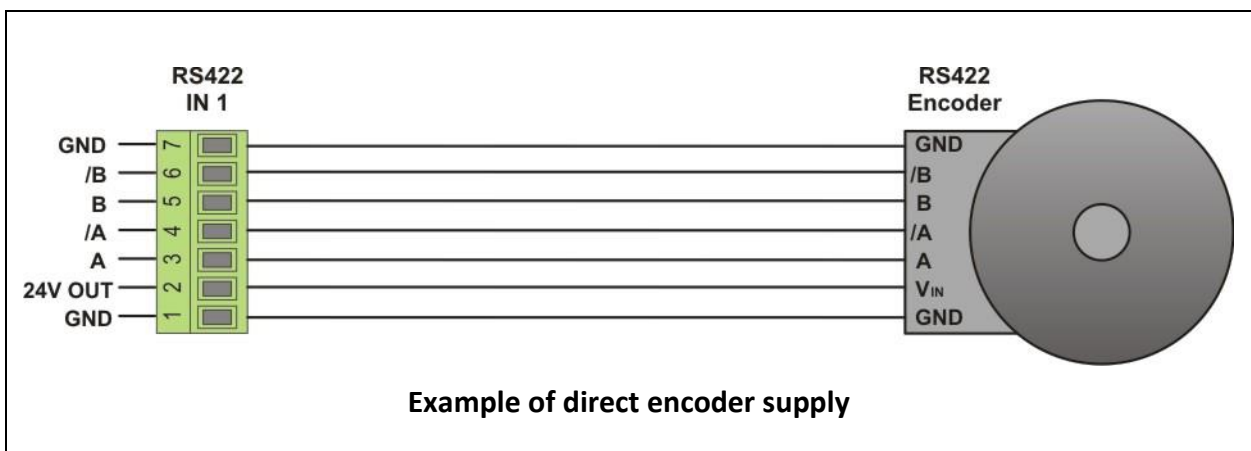 RS422
IN 1
RS422
Encoder
GND 7 GND
/B 6 /B
B 5 B
/A 4 /A
A 3 A
24V OUT 2 VIN
GND 1 GND
Example of direct encoder supply